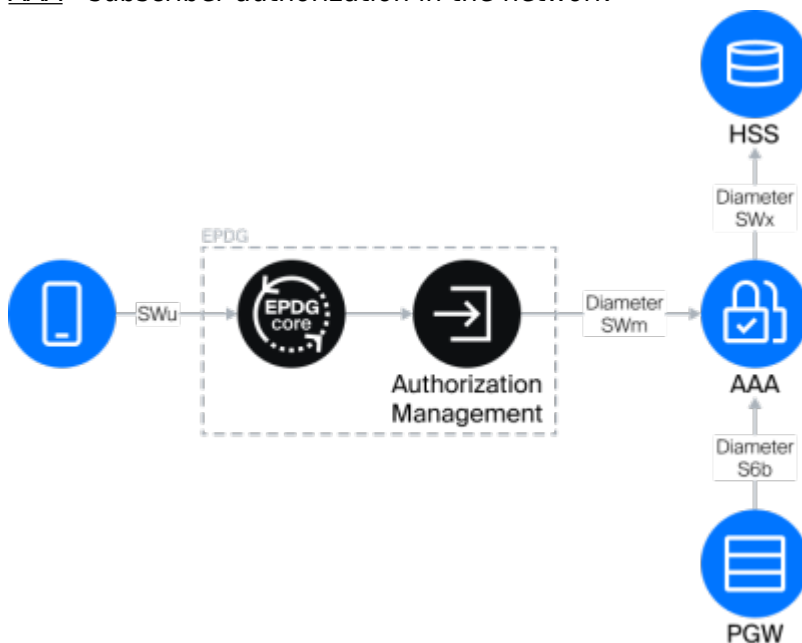 AAA - Subscriber authorization in the network
HSS
Diameter
SWx
EPDG
SWu
EPDG
core
Diameter
SWm
AAA
Authorization
Management
Diameter
S6b
PGW